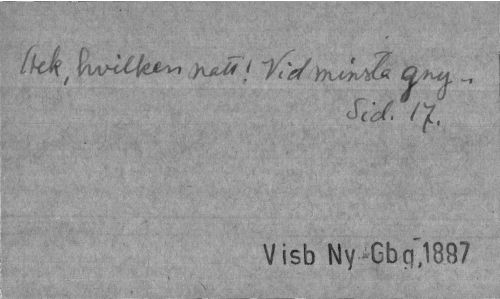 Ack, hvilken natt! Vid minsta gny -
Sid. 17.
Visb Ny-Gbg, 1887